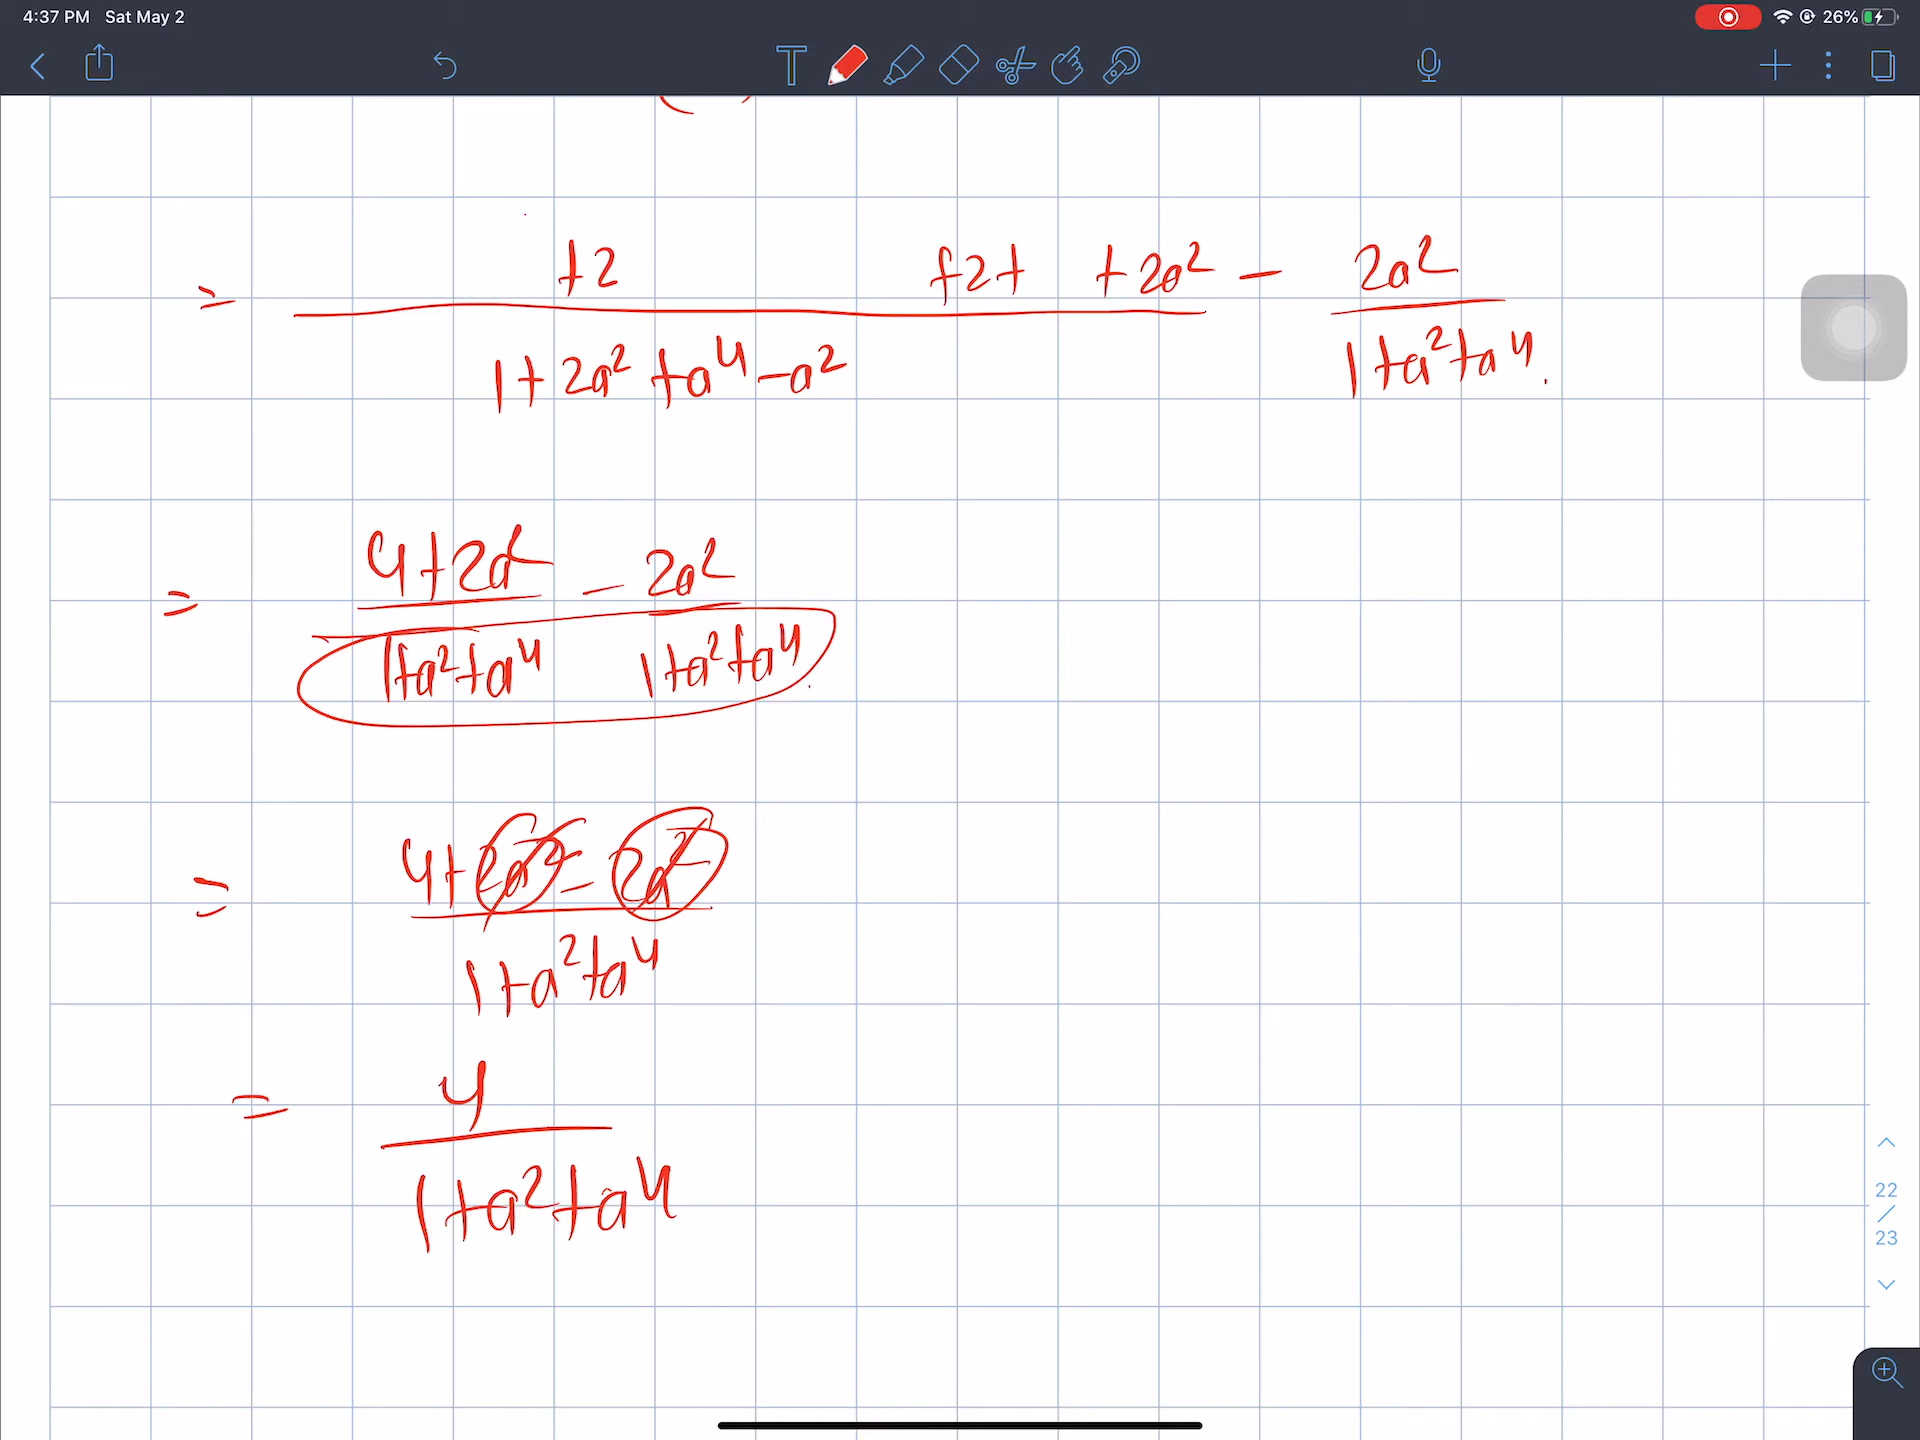 4:37 PM Sat May 2
26%
T
= +2 +2+ +2a² - 2a²
1+2a²+a⁴-a² 1+a²+a⁴.
= 4+2a² - 2a²
1+a²+a⁴ 1+a²+a⁴
= 4+2a² - 2a²
1+a²+a⁴
= 4
1+a²+a⁴
22
/
23